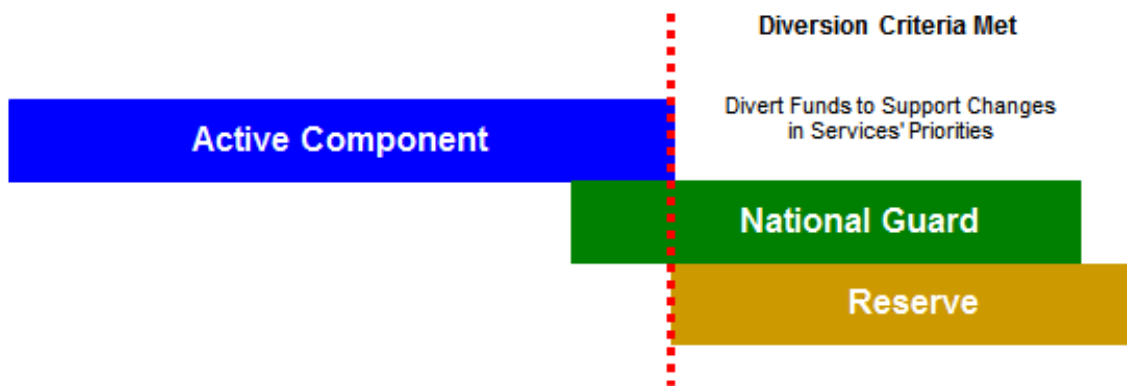 Diversion Criteria Met
Divert Funds to Support Changes
in Services' Priorities
Active Component
National Guard
Reserve